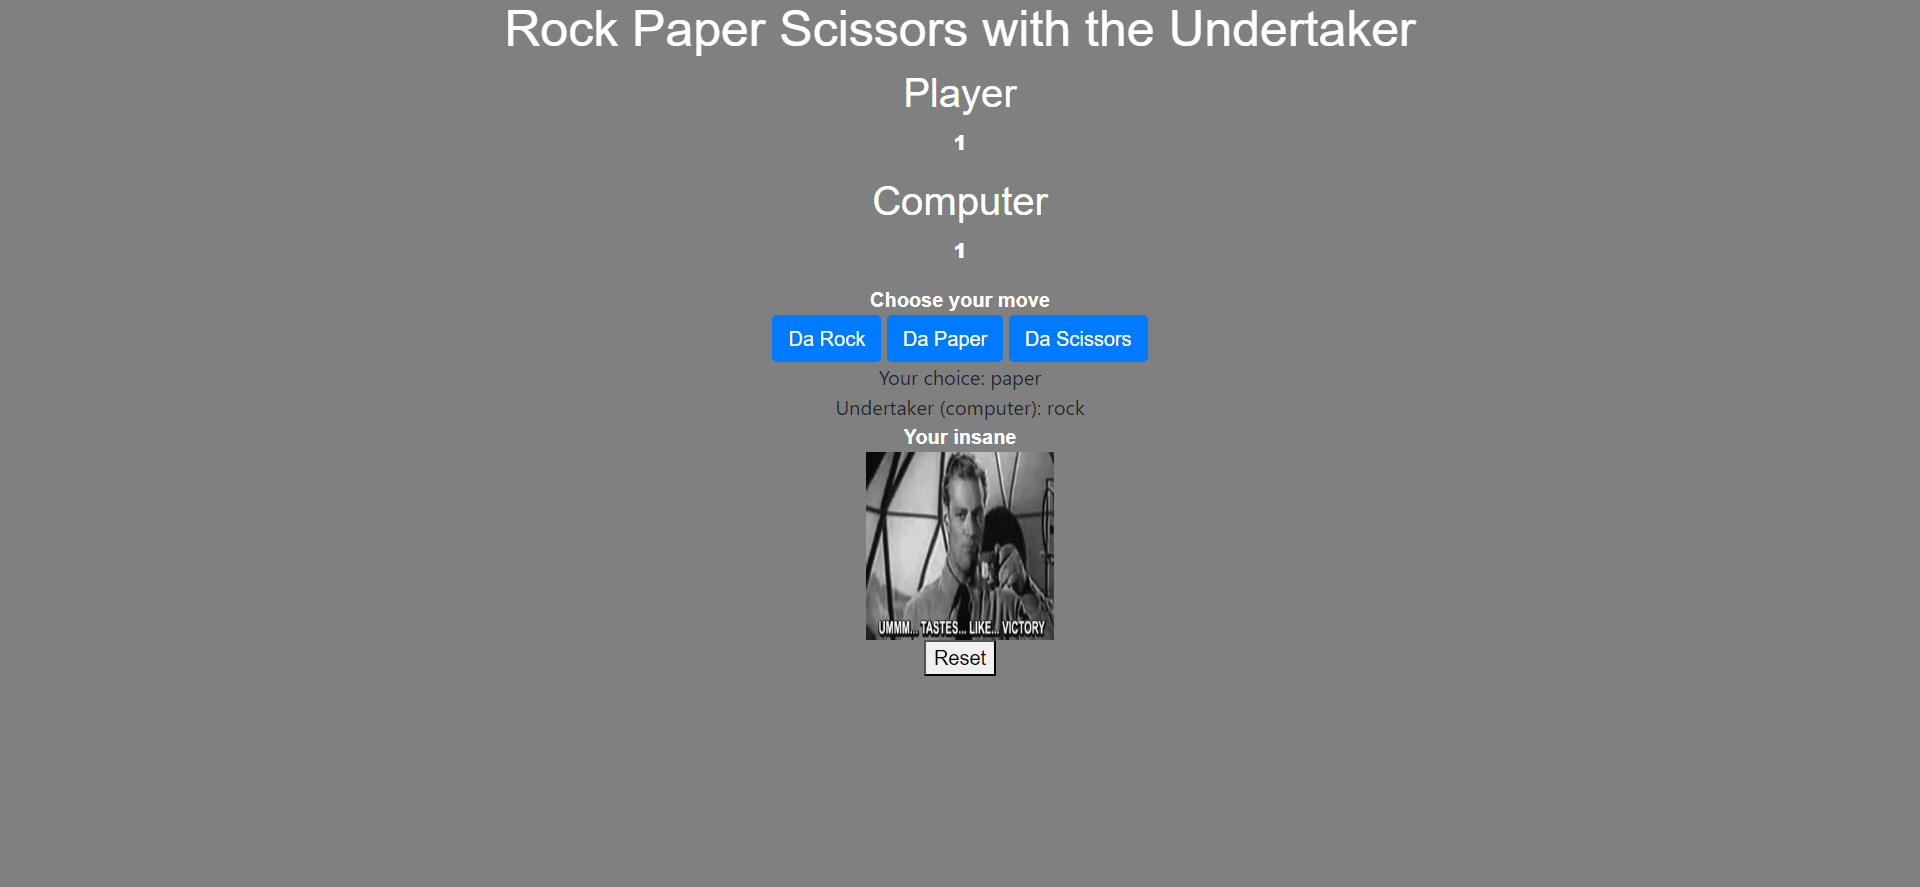 Rock Paper Scissors with the Undertaker
Player
1
Computer
1
Choose your move
Da Rock Da Paper Da Scissors
Your choice: paper
Undertaker (computer): rock
Your insane
UMMM... TASTES... LIKE... VICTORY
Reset